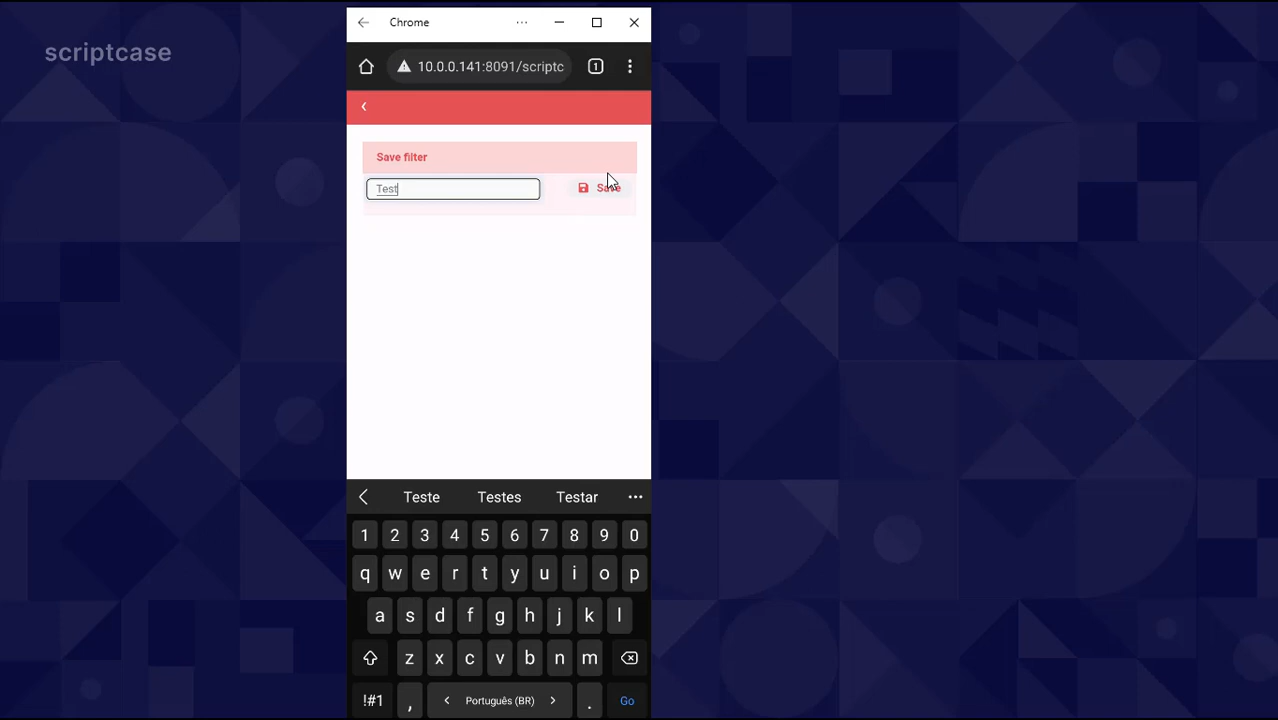 scriptcase
Chrome
10.0.0.141:8091/scriptc
1
Save filter
Test
Save
Teste Testes Testar
1 2 3 4 5 6 7 8 9 0
q w e r t y u i o p
a s d f g h j k l
z x c v b n m
!#1 , Português (BR) . Go